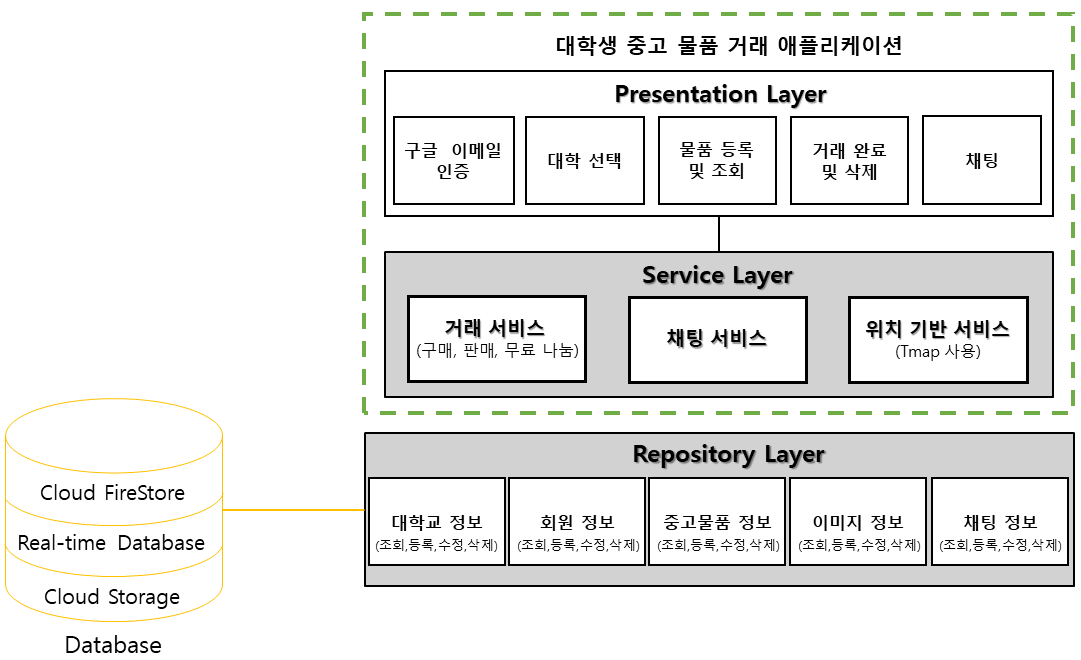 대학생 중고 물품 거래 애플리케이션
Presentation Layer
구글 이메일
인증
대학 선택
물품 등록
및 조회
거래 완료
및 삭제
채팅
Service Layer
거래 서비스
(구매, 판매, 무료 나눔)
채팅 서비스
위치 기반 서비스
(Tmap 사용)
Repository Layer
대학교 정보
(조회,등록,수정,삭제)
회원 정보
(조회,등록,수정,삭제)
중고물품 정보
(조회,등록,수정,삭제)
이미지 정보
(조회,등록,수정,삭제)
채팅 정보
(조회,등록,수정,삭제)
Cloud FireStore
Real-time Database
Cloud Storage
Database